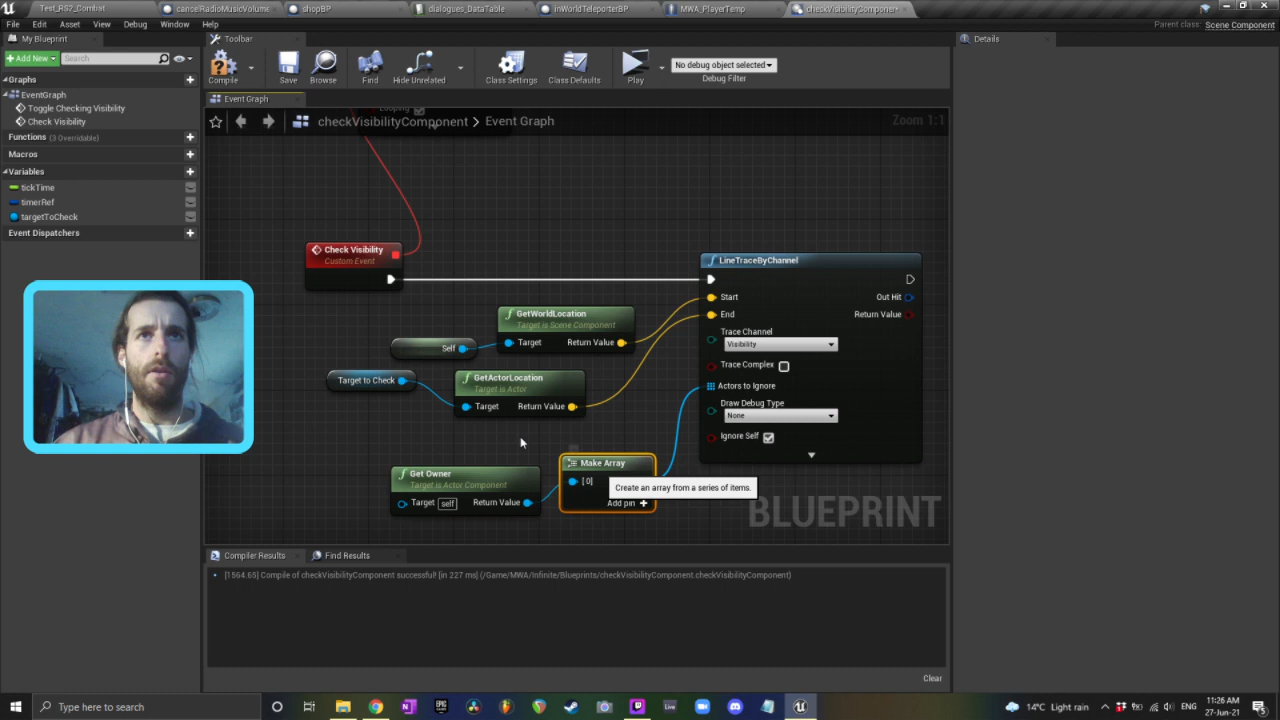 Test_RS2_Combat
cancelRadioMusicVolume
shopBP
dialogues_DataTable
inWorldTeleporterBP
MWA_PlayerTemp
checkVisibilityComponen
File Edit Asset View Debug Window Help
Parent class: Scene Component
My Blueprint
Toolbar
Details
Add New
Search
Compile
Save
Browse
Find
Hide Unrelated
Class Settings
Class Defaults
Play
No debug object selected
Debug Filter
Graphs
EventGraph
Toggle Checking Visibility
Check Visibility
Functions (3 Overridable)
Macros
Variables
tickTime
timerRef
targetToCheck
Event Dispatchers
Event Graph
Looping
checkVisibilityComponent > Event Graph
Zoom 1:1
Check Visibility
Custom Event
GetWorldLocation
Target is Scene Component
Self
Target
Return Value
Target to Check
GetActorLocation
Target is Actor
Target
Return Value
Get Owner
Target is Actor Component
Target self
Return Value
Make Array
[0]
Add pin
Create an array from a series of items.
LineTraceByChannel
Start
Out Hit
End
Return Value
Trace Channel
Visibility
Trace Complex
Actors to Ignore
Draw Debug Type
None
Ignore Self
BLUEPRINT
Compiler Results
Find Results
[1564.65] Compile of checkVisibilityComponent successful! [in 227 ms] (/Game/MWA/Infinite/Blueprints/checkVisibilityComponent.checkVisibilityComponent)
Clear
Type here to search
EPIC
GAMES
Live
14°C Light rain
11:26 AM
27-Jun-21